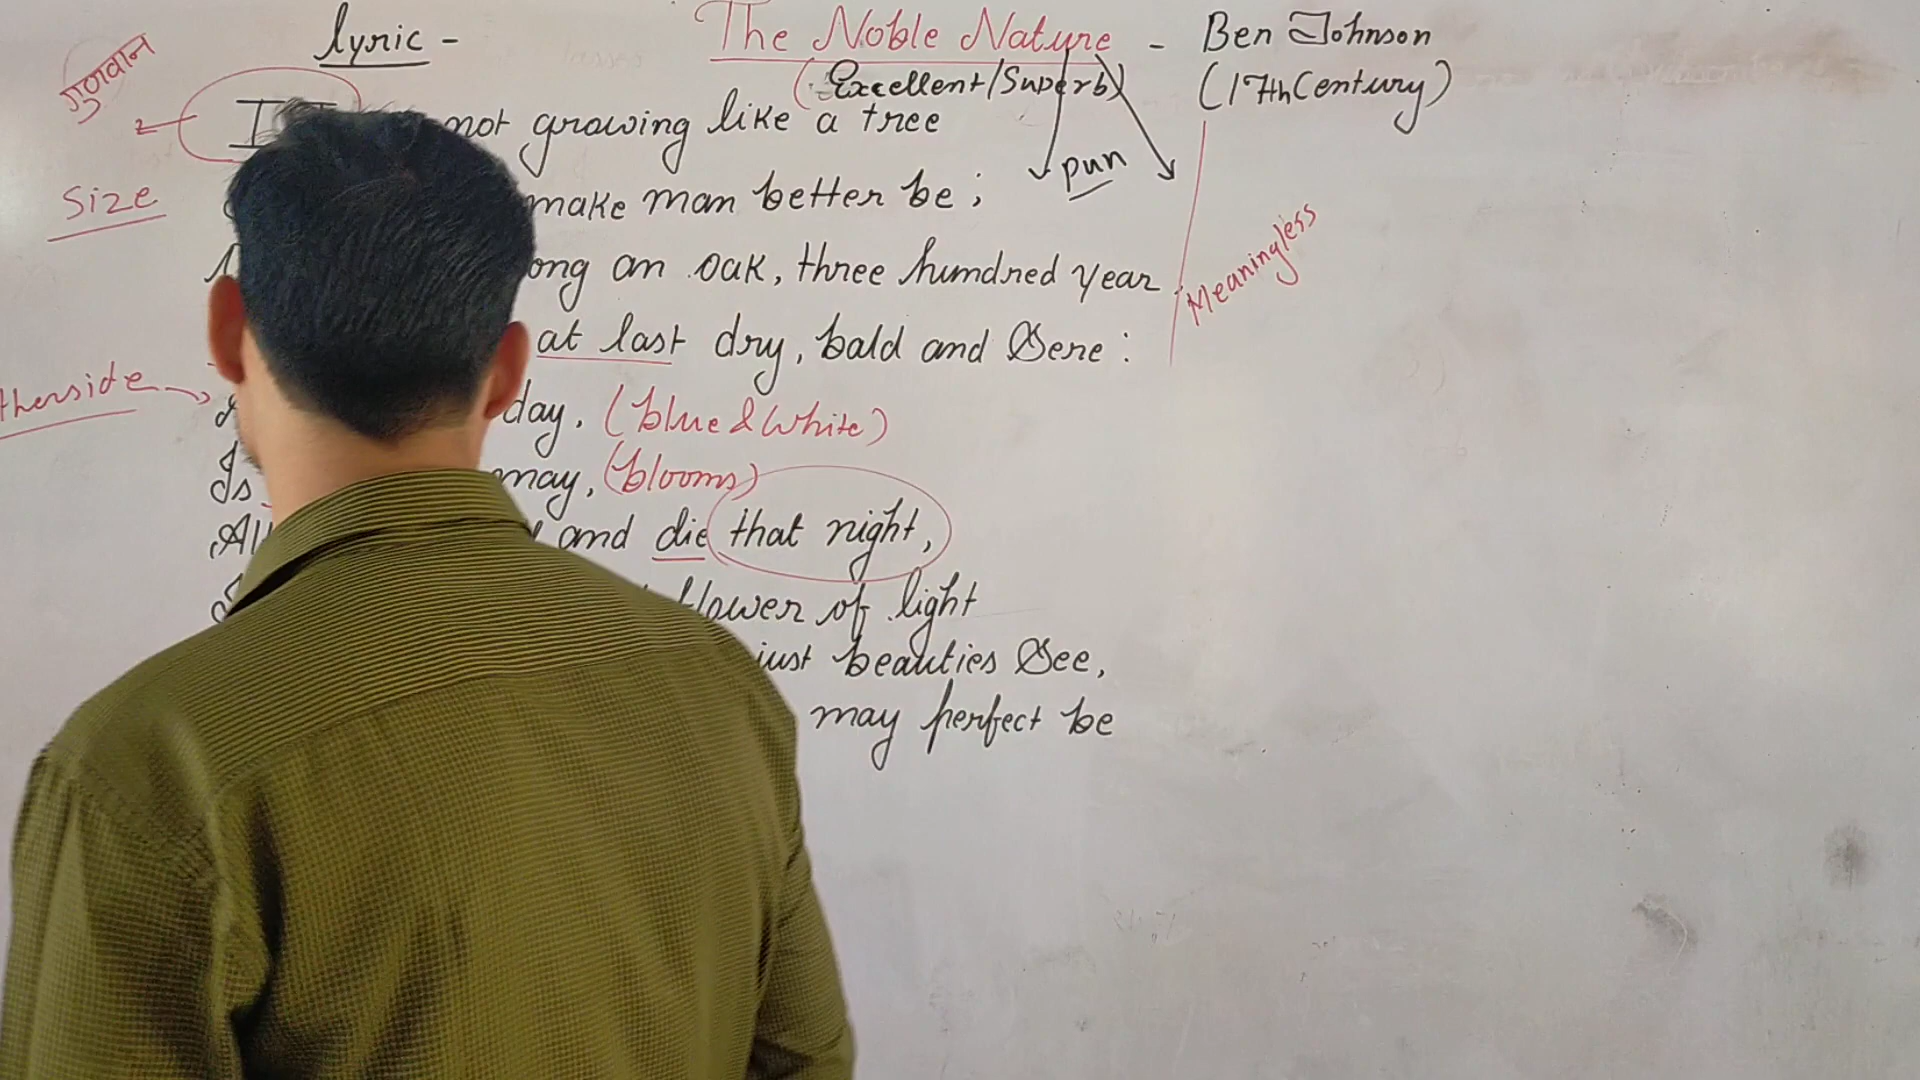 lyric - The Noble Nature - Ben Johnson
गुणवान (Excellent/Superb) (17th Century)
not growing like a tree
pun
Size make man better be ;
ong an oak, three hundred year
Meaningless
at last dry, bald and Sere :
therside day, (blue & White)
Is may, (blooms)
All and die that night,
flower of light
just beauties See,
may perfect be